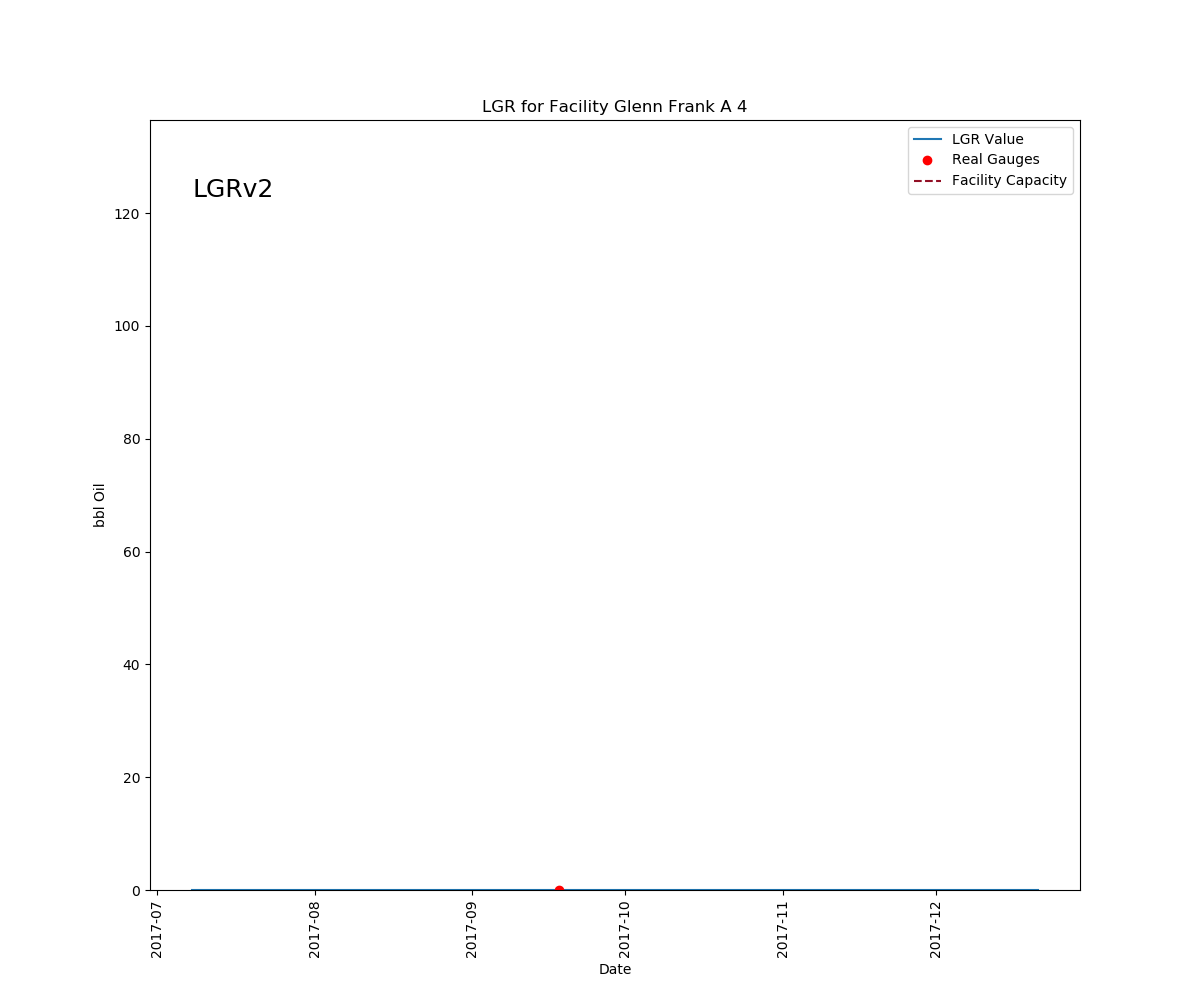 LGR for Facility Glenn Frank A 4
LGR Value
Real Gauges
Facility Capacity
LGRv2
120
100
80
60
40
20
0
bbl Oil
2017-07
2017-08
2017-09
2017-10
2017-11
2017-12
Date